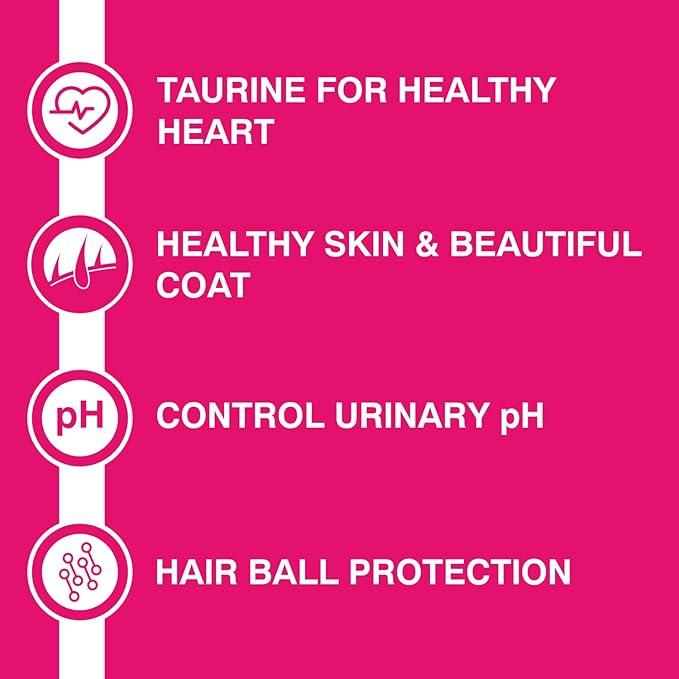 TAURINE FOR HEALTHY
HEART
HEALTHY SKIN & BEAUTIFUL
COAT
pH
CONTROL URINARY pH
HAIR BALL PROTECTION